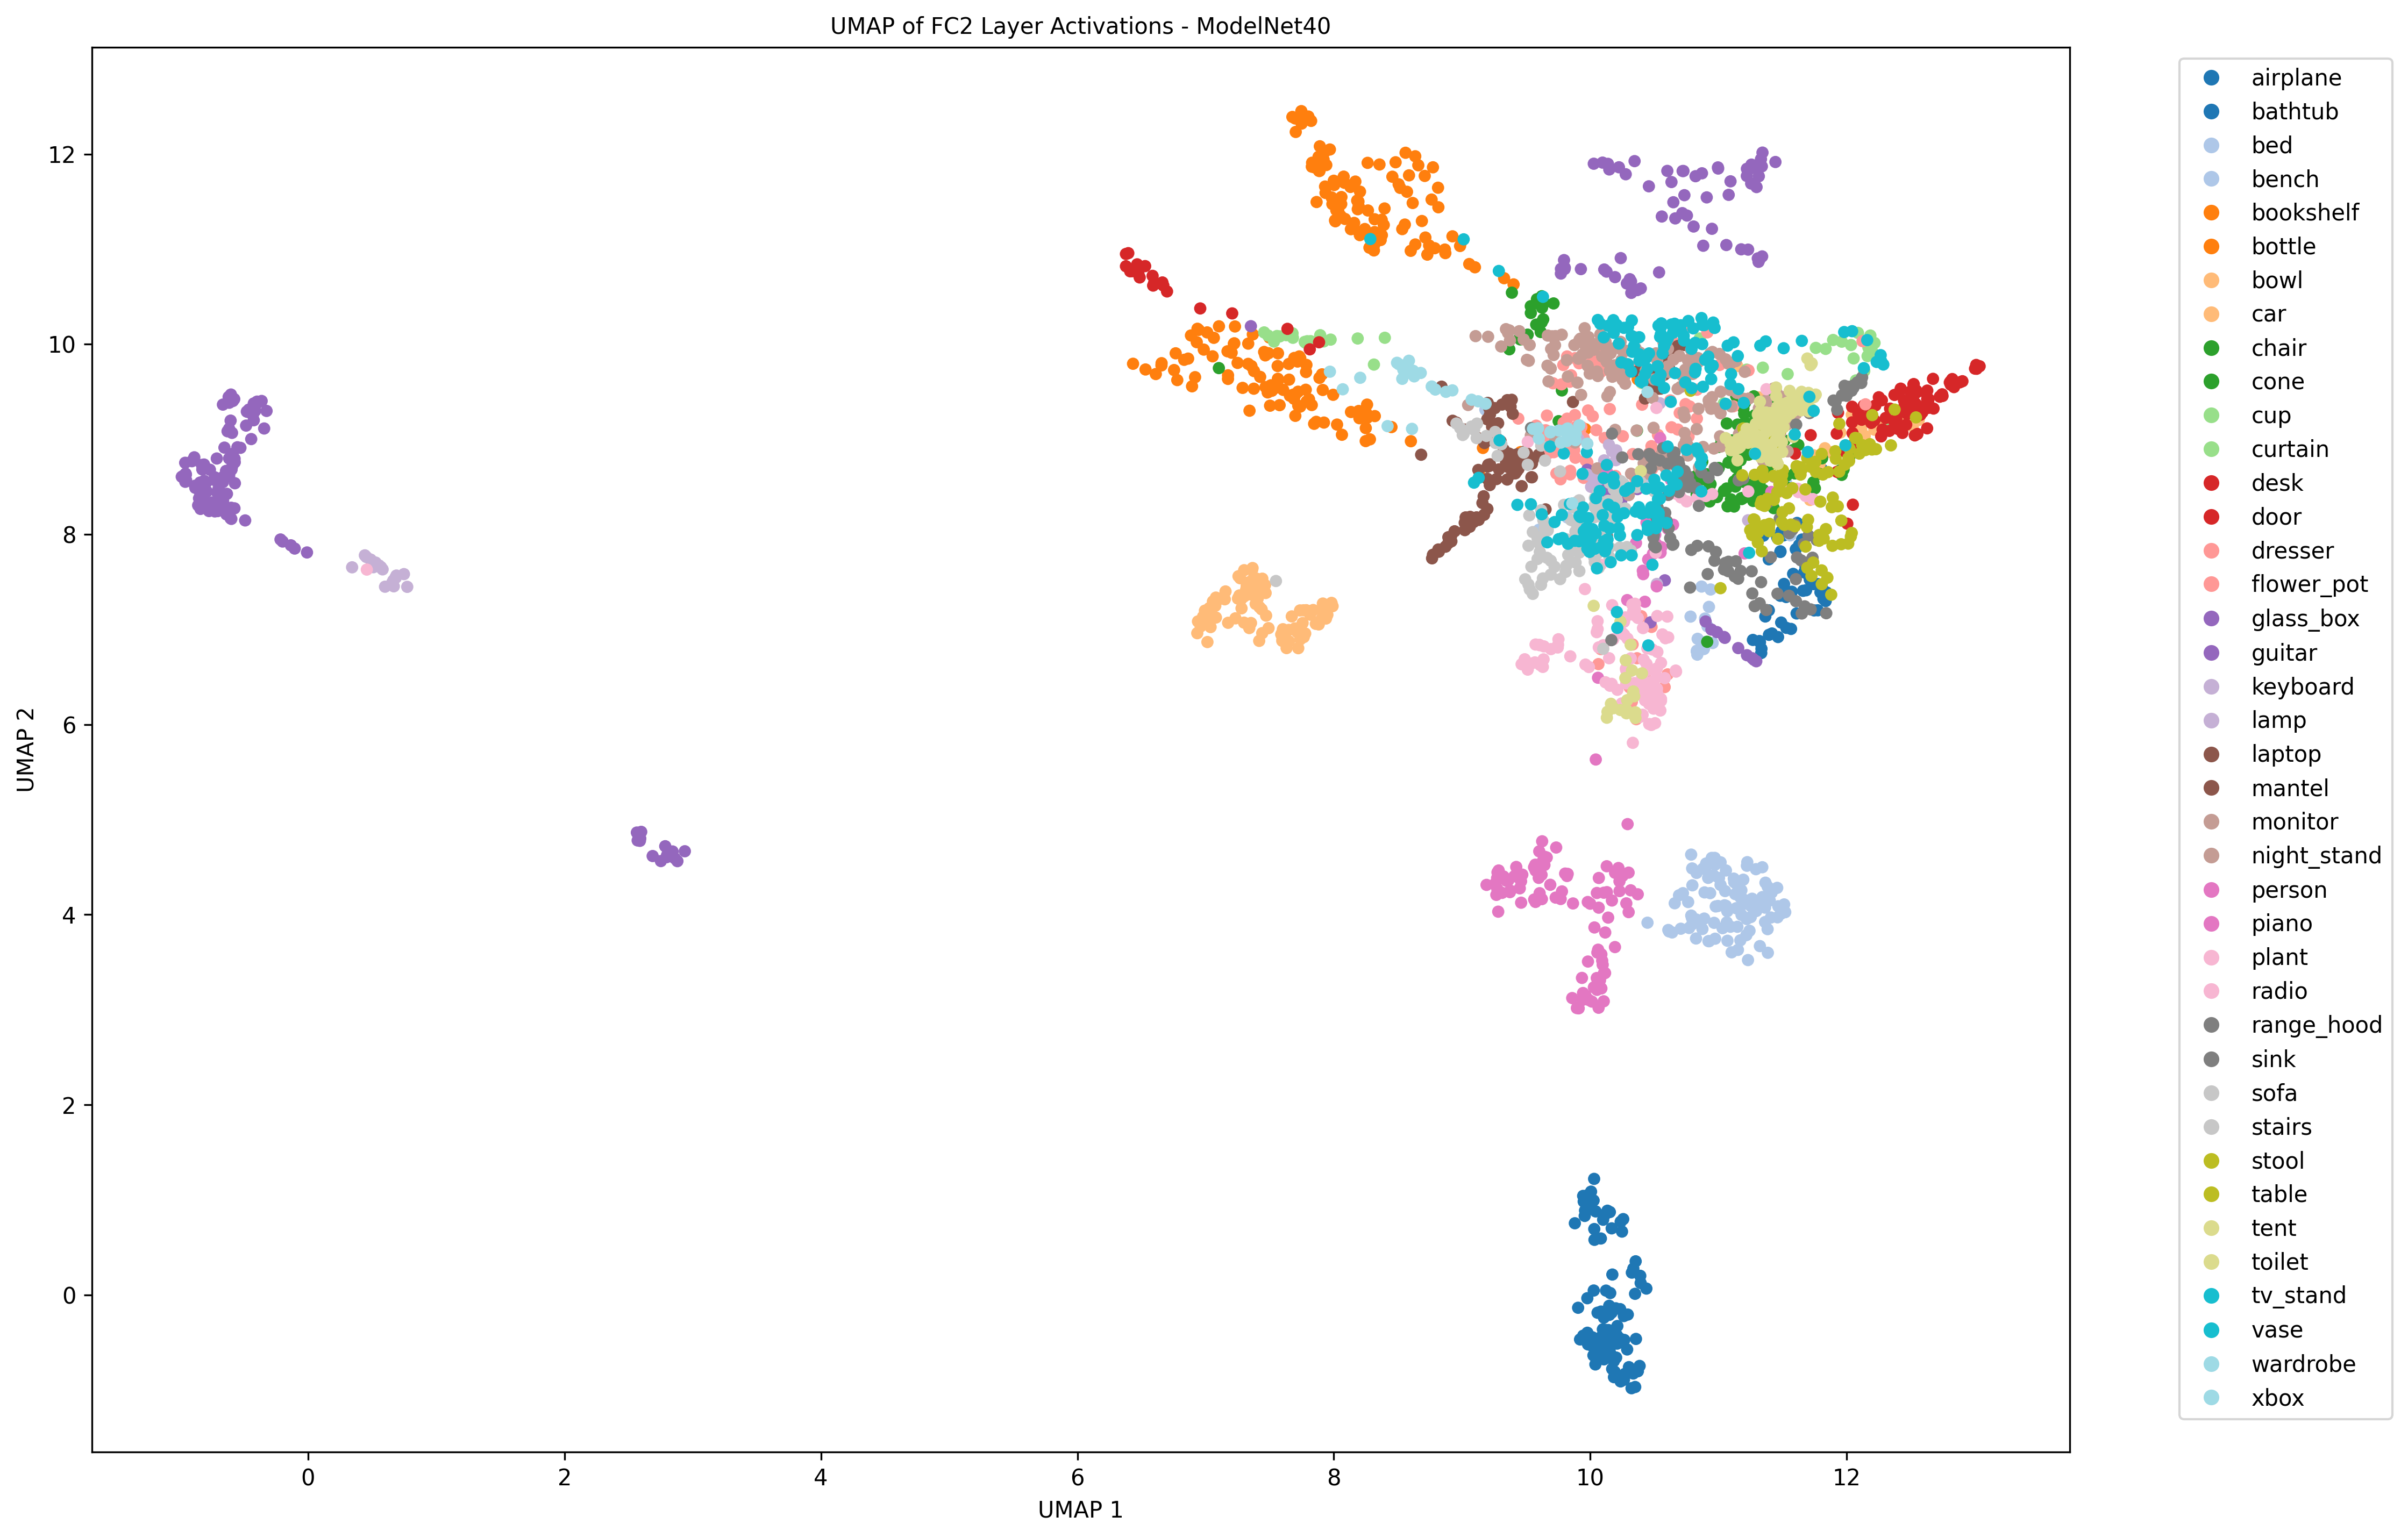 UMAP of FC2 Layer Activations - ModelNet40
12
10
8
6
4
2
0
UMAP 2
0
2
4
6
8
10
12
UMAP 1
airplane
bathtub
bed
bench
bookshelf
bottle
bowl
car
chair
cone
cup
curtain
desk
door
dresser
flower_pot
glass_box
guitar
keyboard
lamp
laptop
mantel
monitor
night_stand
person
piano
plant
radio
range_hood
sink
sofa
stairs
stool
table
tent
toilet
tv_stand
vase
wardrobe
xbox